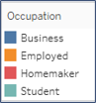 Occupation
Business
Employed
Homemaker
Student